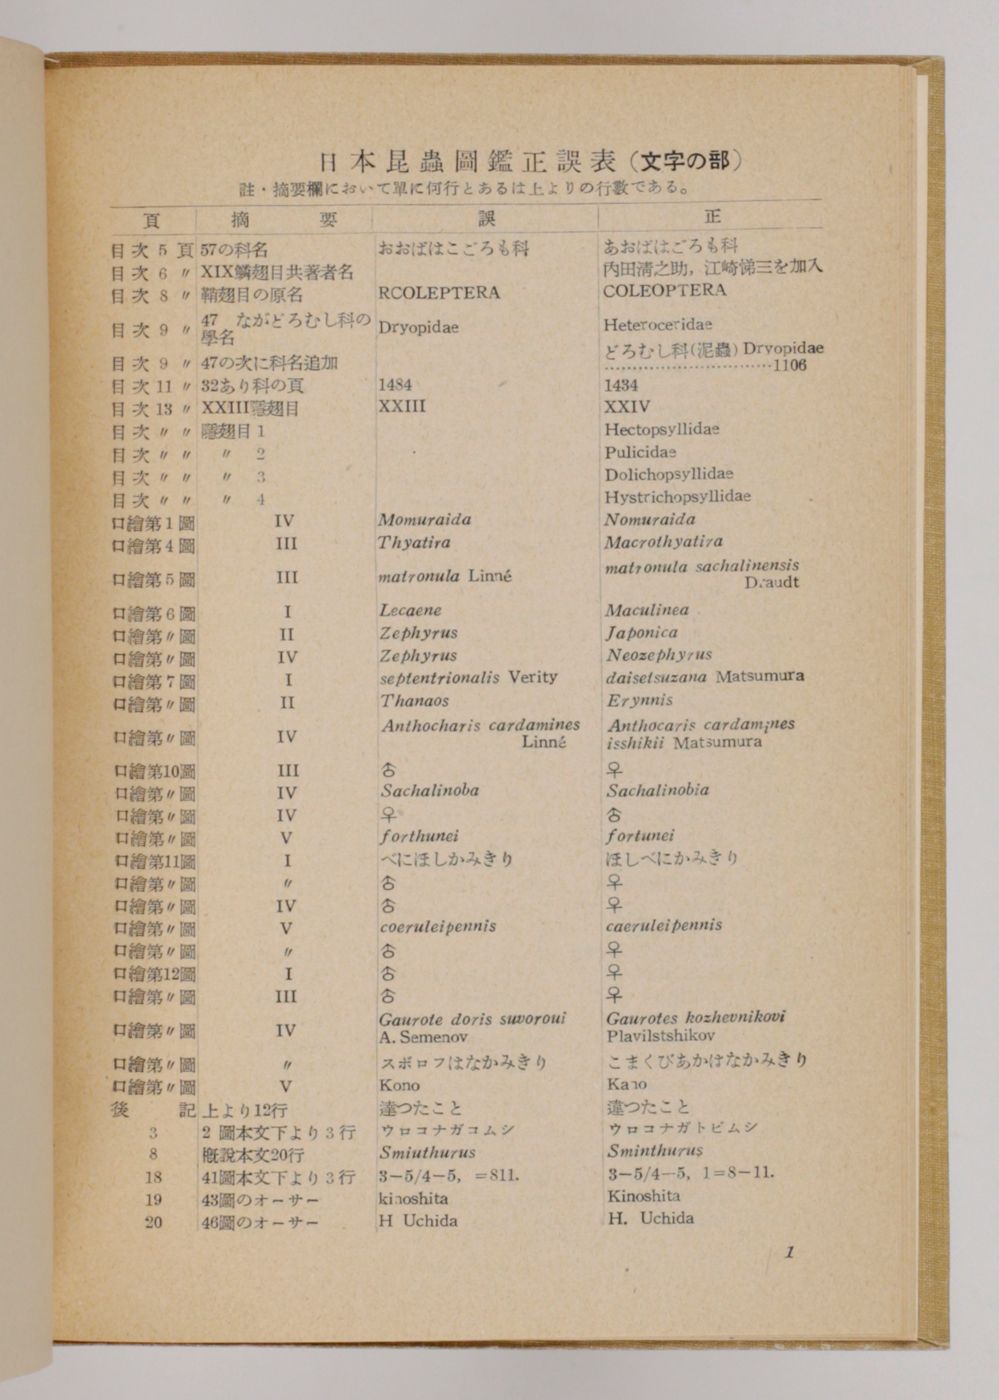 日本昆蟲圖鑑正誤表（文字の部）
註・摘要欄において單に何行とあるは上よりの行數である。
頁 摘要 誤 正
目次 5 頁 57の科名 おおばはこごろも科 あおばはごろも科
目次 6 〃 XIX鱗翅目共著者名 內田淸之助，江崎悌三を加入
目次 8 〃 鞘翅目の原名 RCOLEPTERA COLEOPTERA
目次 9 〃 47 ながどろむし科の學名 Dryopidae Heteroceridae
目次 9 〃 47の次に科名追加 どろむし科(泥蟲) Dryopidae
…………………………1106
目次 11 〃 32あり科の頁 1484 1434
目次 13 〃 XXIII隱翅目 XXIII XXIV
目次 〃 〃 隱翅目 1 Hectopsyllidae
目次 〃 〃 〃 2 Pulicidae
目次 〃 〃 〃 3 Dolichopsyllidae
目次 〃 〃 〃 4 Hystrichopsyllidae
口繪第1圖 IV Momuraida Nomuraida
口繪第4圖 III Thyatira Macrothyatira
口繪第5圖 III matronula Linné matronula sachalinensis
Draudt
口繪第6圖 I Lecaene Maculinea
口繪第〃圖 II Zephyrus Japonica
口繪第〃圖 IV Zephyrus Neozephyrus
口繪第7圖 I septentrionalis Verity daisetsuzana Matsumura
口繪第〃圖 II Thanaos Erynnis
口繪第〃圖 IV Anthocharis cardamines Linné Anthocaris cardamines
isshikii Matsumura
口繪第10圖 III ♂ ♀
口繪第〃圖 IV Sachalinoba Sachalinobia
口繪第〃圖 IV ♀ ♂
口繪第〃圖 V forthunei fortunei
口繪第11圖 I べにほしかみきり ほしべにかみきり
口繪第〃圖 〃 ♂ ♀
口繪第〃圖 IV ♂ ♀
口繪第〃圖 V coeruleipennis caeruleipennis
口繪第〃圖 〃 ♂ ♀
口繪第12圖 I ♂ ♀
口繪第〃圖 III ♂ ♀
口繪第〃圖 IV Gaurote doris suvoroui A. Semenov Gaurotes kozhevnikovi
Plavilstshikov
口繪第〃圖 〃 スボロフはなかみきり こまくびあかはなかみきり
口繪第〃圖 V Kono Kano
後記 上より12行 達つたこと 違つたこと
3 2 圖本文下より3行 ウロコナガコムシ ウロコナガトビムシ
8 槪說本文20行 Smiuthurus Sminthurus
18 41圖本文下より3行 3−5/4−5, =811. 3−5/4−5, 1=8−11.
19 43圖のオーサー kinoshita Kinoshita
20 46圖のオーサー H Uchida H. Uchida
1